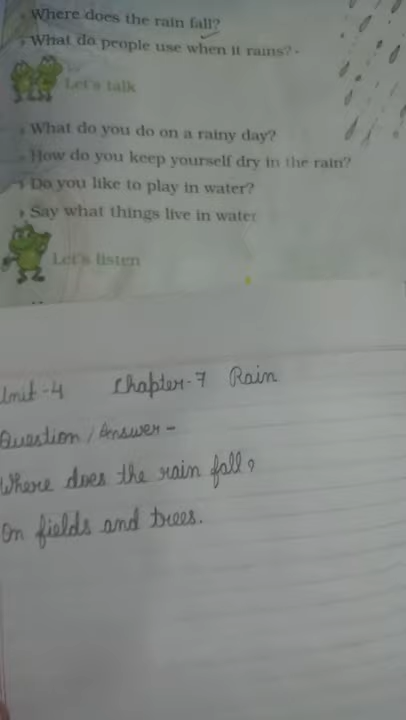 Where does the rain fall?
What do people use when it rains?
Let's talk
What do you do on a rainy day?
How do you keep yourself dry in the rain?
Do you like to play in water?
Say what things live in water
Let's listen
Unit-4 Chapter-7 Rain
Question/Answer-
Where does the rain fall?
On fields and trees.